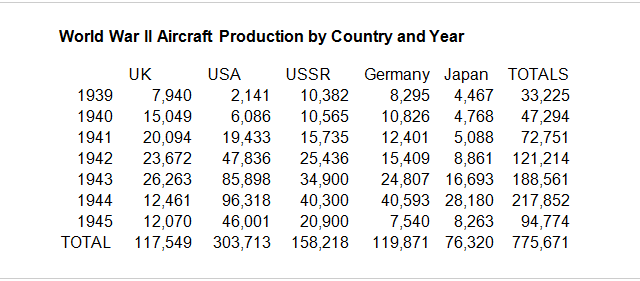 World War II Aircraft Production by Country and Year
UK USA USSR Germany Japan TOTALS
1939 7,940 2,141 10,382 8,295 4,467 33,225
1940 15,049 6,086 10,565 10,826 4,768 47,294
1941 20,094 19,433 15,735 12,401 5,088 72,751
1942 23,672 47,836 25,436 15,409 8,861 121,214
1943 26,263 85,898 34,900 24,807 16,693 188,561
1944 12,461 96,318 40,300 40,593 28,180 217,852
1945 12,070 46,001 20,900 7,540 8,263 94,774
TOTAL 117,549 303,713 158,218 119,871 76,320 775,671